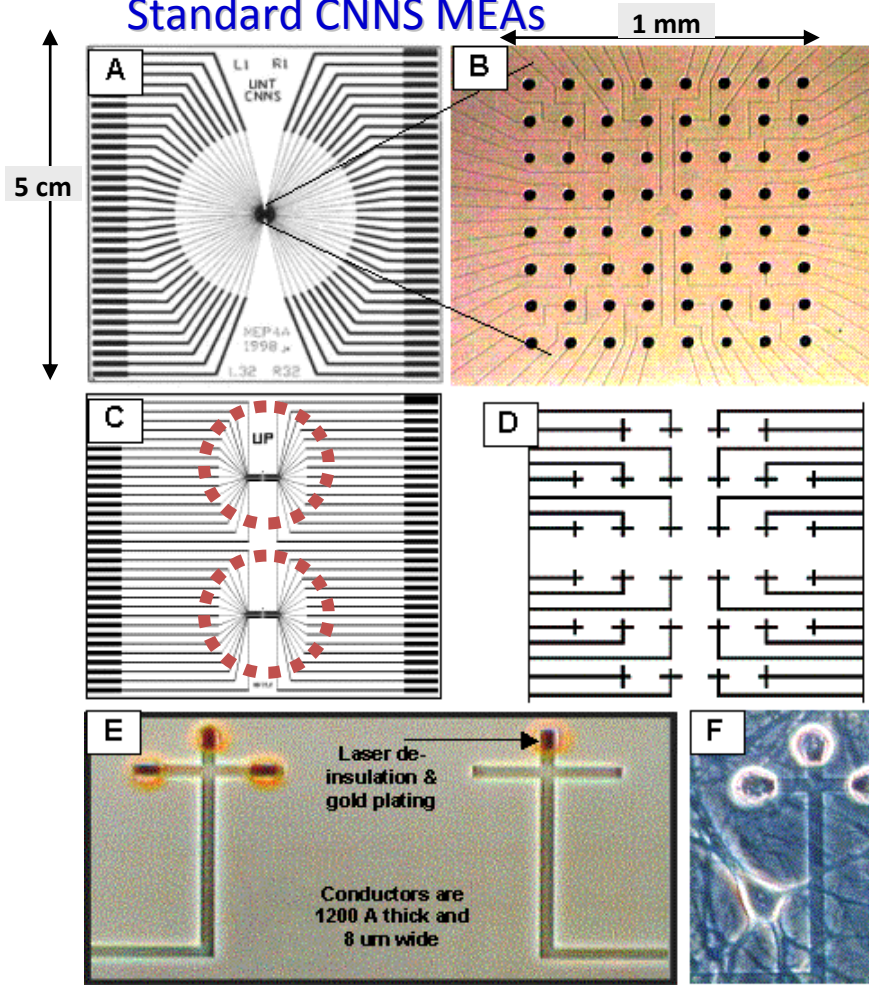 Standard CNNS MEAs
1 mm
5 cm
A
L1 R1
UNT
CNNS
MEP4A
1998
L32 R32
B
C
UP
D
E
Laser de-
insulation &
gold plating
Conductors are
1200 A thick and
8 um wide
F